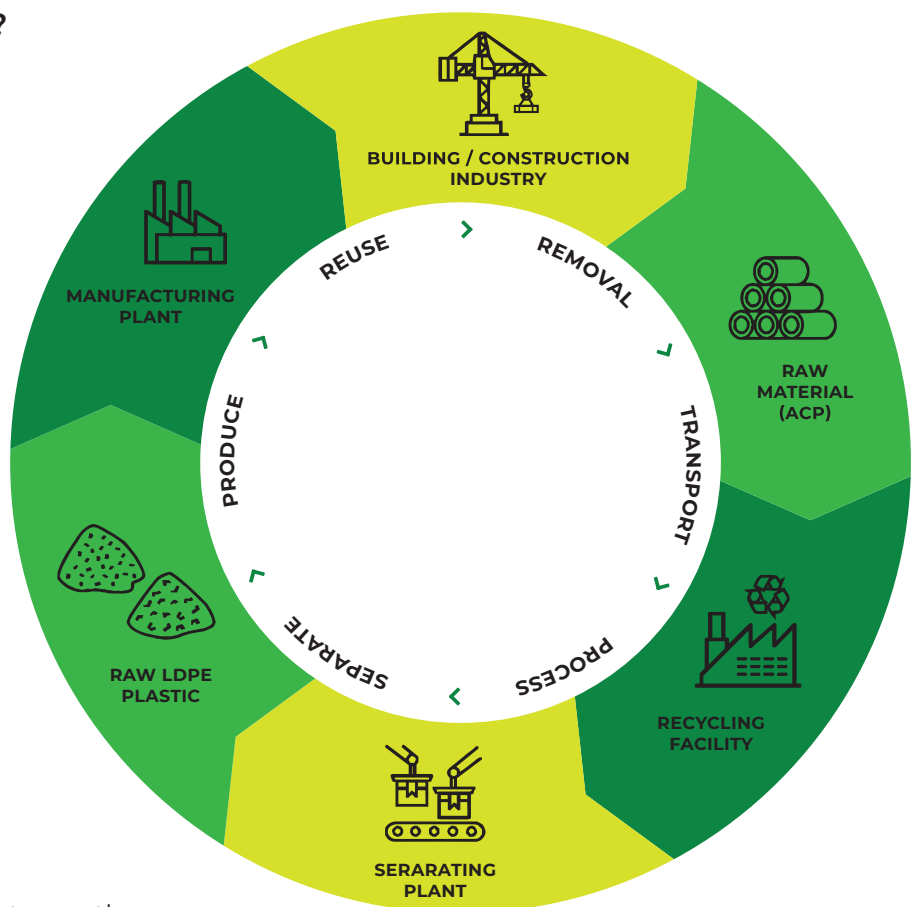 ?
BUILDING / CONSTRUCTION
INDUSTRY
REMOVAL
RAW
MATERIAL
(ACP)
TRANSPORT
RECYCLING
FACILITY
PROCESS
SERARATING
PLANT
SEPARATE
RAW LDPE
PLASTIC
PRODUCE
MANUFACTURING
PLANT
REUSE